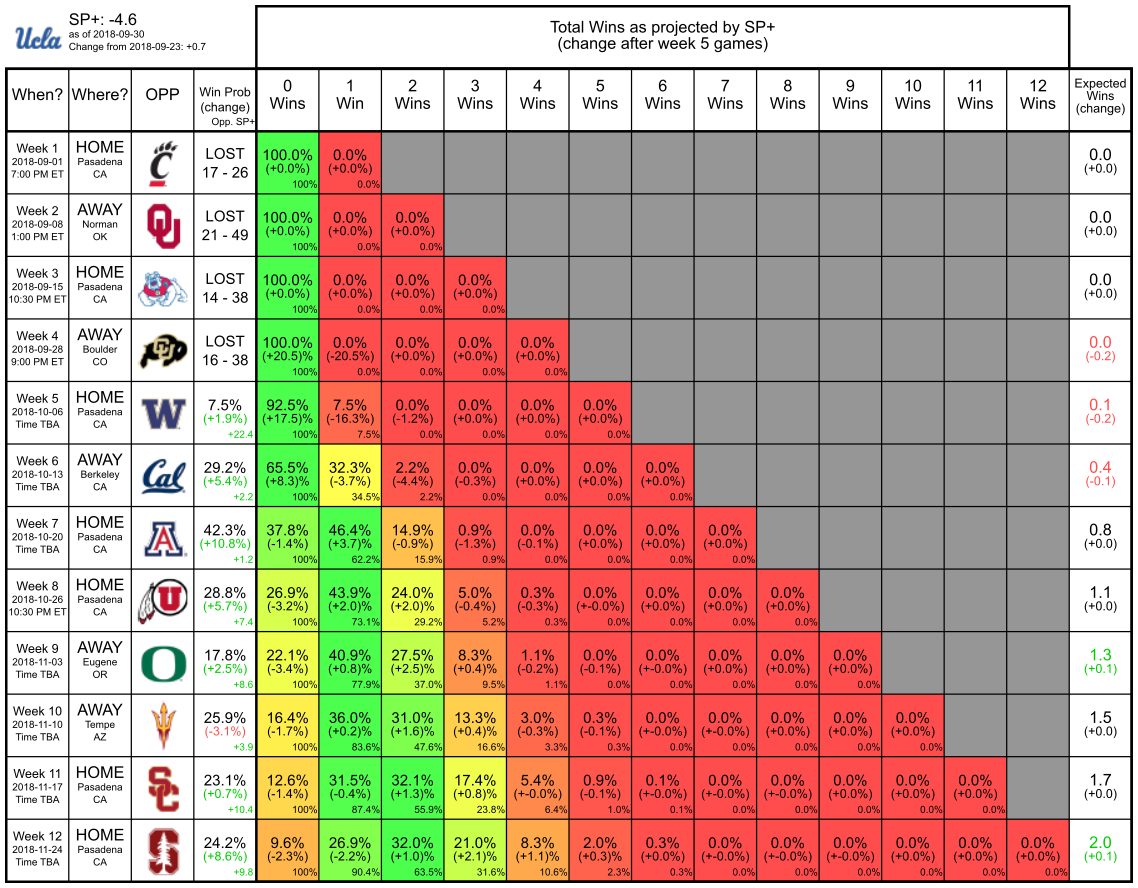 Ucla
SP+: -4.6
as of 2018-09-30
Change from 2018-09-23: +0.7
Total Wins as projected by SP+
(change after week 5 games)
When? Where? OPP Win Prob (change) Opp. SP+ 0 Wins 1 Win 2 Wins 3 Wins 4 Wins 5 Wins 6 Wins 7 Wins 8 Wins 9 Wins 10 Wins 11 Wins 12 Wins Expected Wins (change)
Week 1 HOME C LOST 100.0% 0.0% 0.0
2018-09-01 Pasadena 17 - 26 (+0.0%) (+0.0%) (+0.0)
7:00 PM ET CA 100% 0.0%
Week 2 AWAY OU LOST 100.0% 0.0% 0.0% 0.0
2018-09-08 Norman 21 - 49 (+0.0%) (+0.0%) (+0.0%) (+0.0)
1:00 PM ET OK 100% 0.0% 0.0%
Week 3 HOME LOST 100.0% 0.0% 0.0% 0.0% 0.0
2018-09-15 Pasadena 14 - 38 (+0.0%) (+0.0%) (+0.0%) (+0.0%) (+0.0)
10:30 PM ET CA 100% 0.0% 0.0% 0.0%
Week 4 AWAY CU LOST 100.0% 0.0% 0.0% 0.0% 0.0% 0.0
2018-09-28 Boulder 16 - 38 (+20.5)% (-20.5%) (+0.0%) (+0.0%) (+0.0%) (-0.2)
9:00 PM ET CO 100% 0.0% 0.0% 0.0% 0.0%
Week 5 HOME W 7.5% 92.5% 7.5% 0.0% 0.0% 0.0% 0.0% 0.1
2018-10-06 Pasadena (+1.9%) (+17.5)% (-16.3%) (-1.2%) (+0.0%) (+0.0%) (+0.0%) (-0.2)
Time TBA CA +22.4 100% 7.5% 0.0% 0.0% 0.0% 0.0%
Week 6 AWAY Cal 29.2% 65.5% 32.3% 2.2% 0.0% 0.0% 0.0% 0.0% 0.4
2018-10-13 Berkeley (+5.4%) (+8.3)% (-3.7%) (-4.4%) (-0.3%) (+0.0%) (+0.0%) (+0.0%) (-0.1)
Time TBA CA +2.2 100% 34.5% 2.2% 0.0% 0.0% 0.0% 0.0%
Week 7 HOME A 42.3% 37.8% 46.4% 14.9% 0.9% 0.0% 0.0% 0.0% 0.0% 0.8
2018-10-20 Pasadena (+10.8%) (-1.4%) (+3.7)% (-0.9%) (-1.3%) (-0.1%) (+0.0%) (+0.0%) (+0.0%) (+0.0)
Time TBA CA +1.2 100% 62.2% 15.9% 0.9% 0.0% 0.0% 0.0% 0.0%
Week 8 HOME U 28.8% 26.9% 43.9% 24.0% 5.0% 0.3% 0.0% 0.0% 0.0% 0.0% 1.1
2018-10-26 Pasadena (+5.7%) (-3.2%) (+2.0)% (+2.0%) (-0.4%) (-0.3%) (+-0.0%) (+0.0%) (+0.0%) (+0.0%) (+0.0)
10:30 PM ET CA +7.4 100% 73.1% 29.2% 5.2% 0.3% 0.0% 0.0% 0.0% 0.0%
Week 9 AWAY O 17.8% 22.1% 40.9% 27.5% 8.3% 1.1% 0.0% 0.0% 0.0% 0.0% 0.0% 1.3
2018-11-03 Eugene (+2.5%) (-3.4%) (+0.8)% (+2.5%) (+0.4)% (-0.2%) (-0.1%) (+-0.0%) (+0.0%) (+0.0%) (+0.0%) (+0.1)
Time TBA OR +8.6 100% 77.9% 37.0% 9.5% 1.1% 0.0% 0.0% 0.0% 0.0% 0.0%
Week 10 AWAY 25.9% 16.4% 36.0% 31.0% 13.3% 3.0% 0.3% 0.0% 0.0% 0.0% 0.0% 0.0% 1.5
2018-11-10 Tempe (-3.1%) (-1.7%) (+0.2)% (+1.6%) (+0.4)% (-0.3%) (-0.1%) (+-0.0%) (+-0.0%) (+0.0%) (+0.0%) (+0.0%) (+0.0)
Time TBA AZ +3.9 100% 83.6% 47.6% 16.6% 3.3% 0.3% 0.0% 0.0% 0.0% 0.0% 0.0%
Week 11 HOME SC 23.1% 12.6% 31.5% 32.1% 17.4% 5.4% 0.9% 0.1% 0.0% 0.0% 0.0% 0.0% 0.0% 1.7
2018-11-17 Pasadena (+0.7%) (-1.4%) (-0.4%) (+1.3%) (+0.8)% (+-0.0%) (-0.1%) (+-0.0%) (+-0.0%) (+-0.0%) (+0.0%) (+0.0%) (+0.0%) (+0.0)
Time TBA CA +10.4 100% 87.4% 55.9% 23.8% 6.4% 1.0% 0.1% 0.0% 0.0% 0.0% 0.0% 0.0%
Week 12 HOME S 24.2% 9.6% 26.9% 32.0% 21.0% 8.3% 2.0% 0.3% 0.0% 0.0% 0.0% 0.0% 0.0% 0.0% 2.0
2018-11-24 Pasadena (+8.6%) (-2.3%) (-2.2%) (+1.0)% (+2.1)% (+1.1)% (+0.3)% (+0.0%) (+-0.0%) (+-0.0%) (+-0.0%) (+0.0%) (+0.0%) (+0.0%) (+0.1)
Time TBA CA +9.8 100% 90.4% 63.5% 31.6% 10.6% 2.3% 0.3% 0.0% 0.0% 0.0% 0.0% 0.0% 0.0%